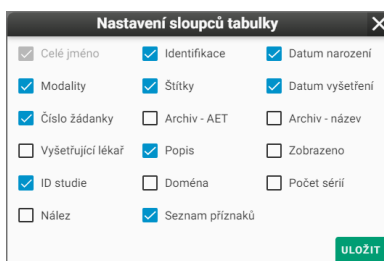 Nastavení sloupců tabulky
Celé jméno Identifikace Datum narození
Modality Štítky Datum vyšetření
Číslo žádanky Archiv - AET Archiv - název
Vyšetřující lékař Popis Zobrazeno
ID studie Doména Počet sérií
Nález Seznam příznaků
ULOŽIT